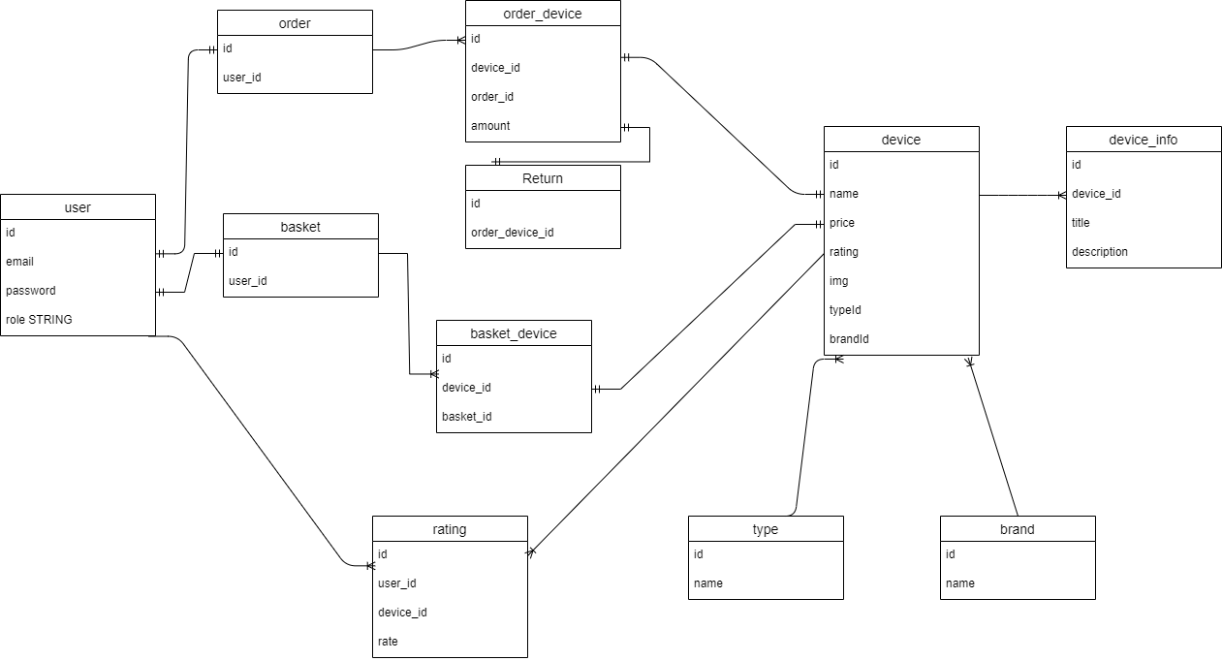 order
id
user_id
order_device
id
device_id
order_id
amount
Return
id
order_device_id
user
id
email
password
role STRING
basket
id
user_id
basket_device
id
device_id
basket_id
device
id
name
price
rating
img
typeId
brandId
device_info
id
device_id
title
description
rating
id
user_id
device_id
rate
type
id
name
brand
id
name